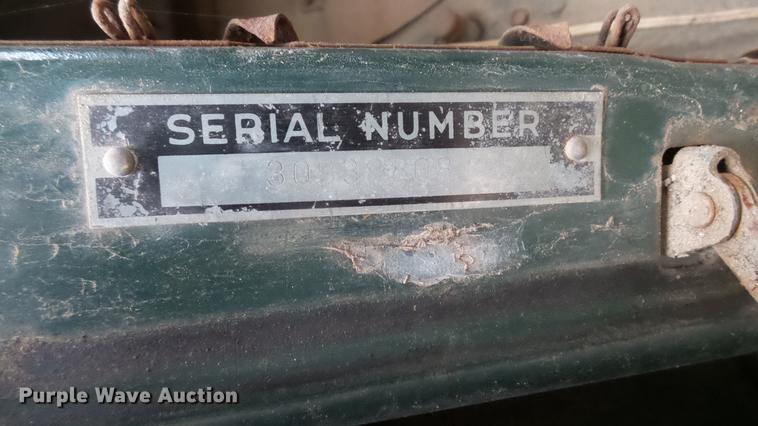 SERIAL NUMBER
Purple Wave Auction